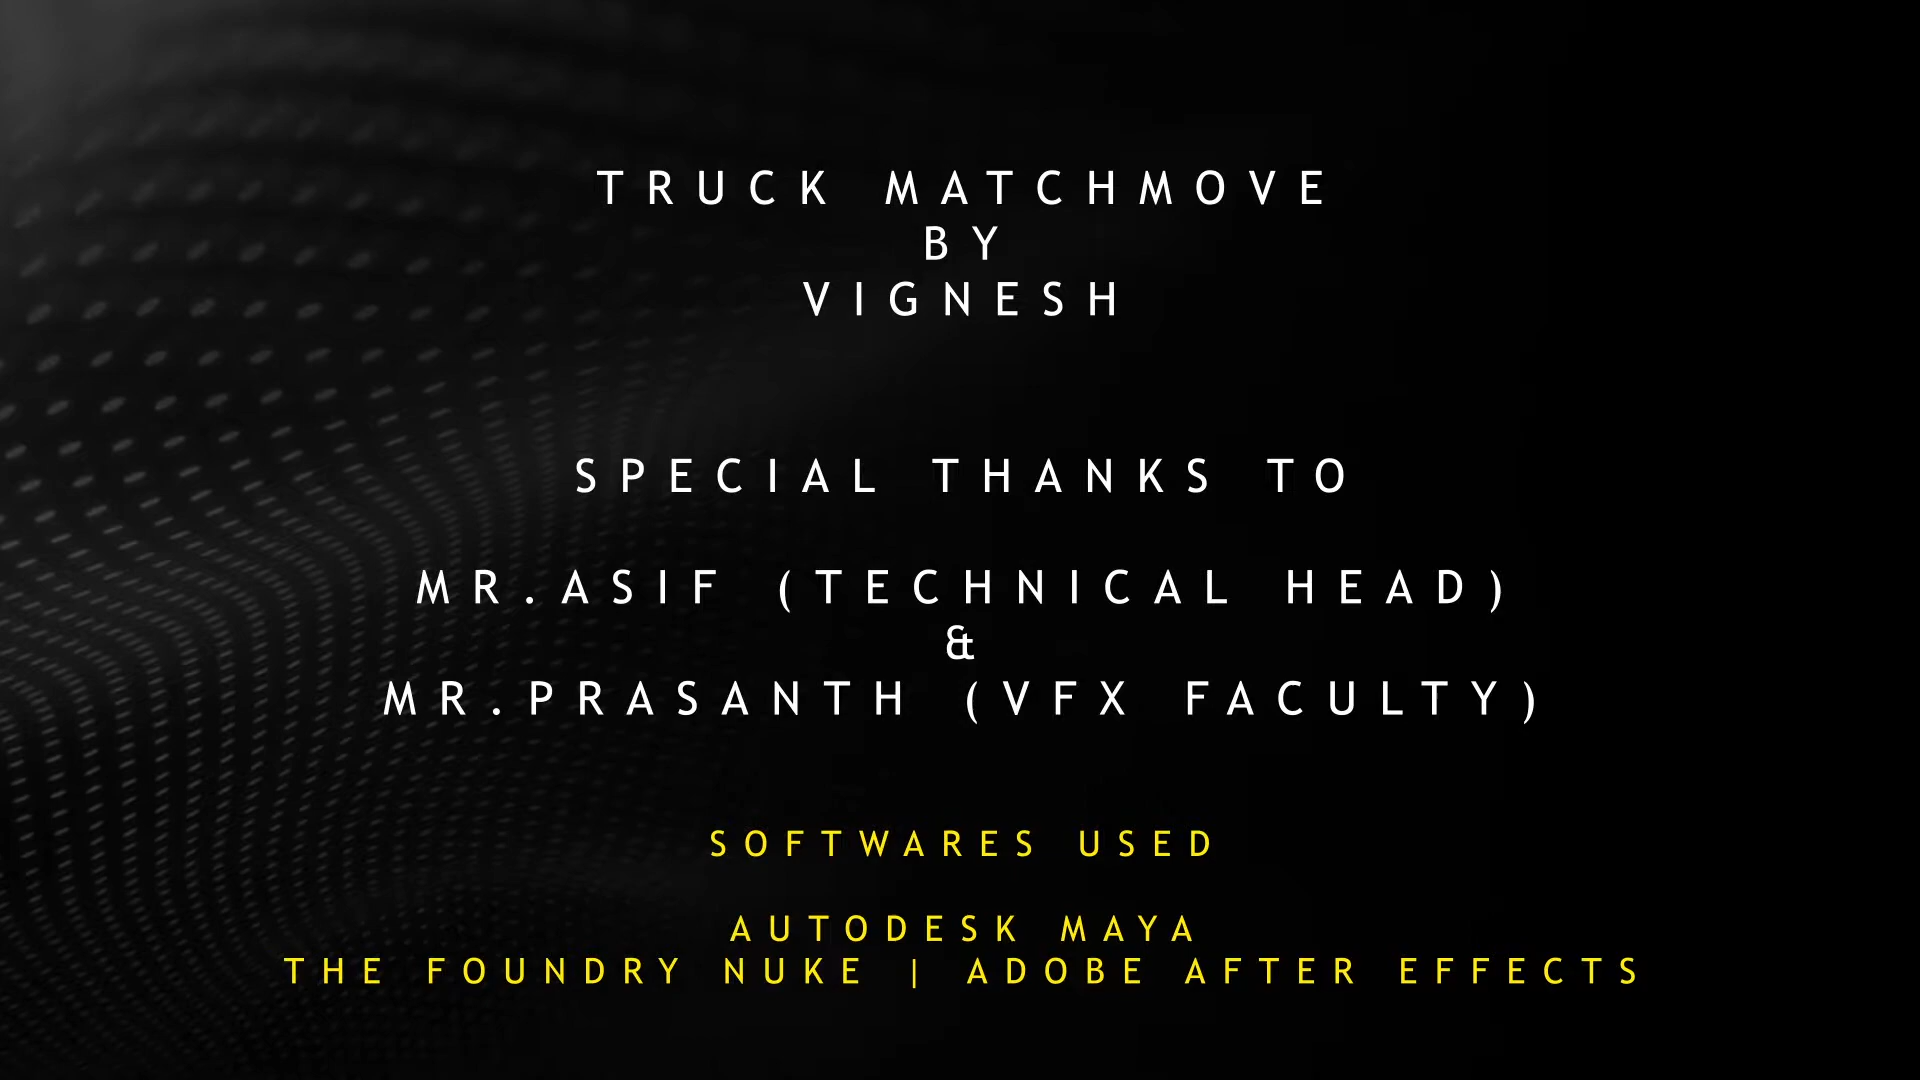 TRUCK MATCHMOVE
BY
VIGNESH
SPECIAL THANKS TO
MR.ASIF (TECHNICAL HEAD)
&
MR.PRASANTH (VFX FACULTY)
SOFTWARES USED
AUTODESK MAYA
THE FOUNDRY NUKE | ADOBE AFTER EFFECTS